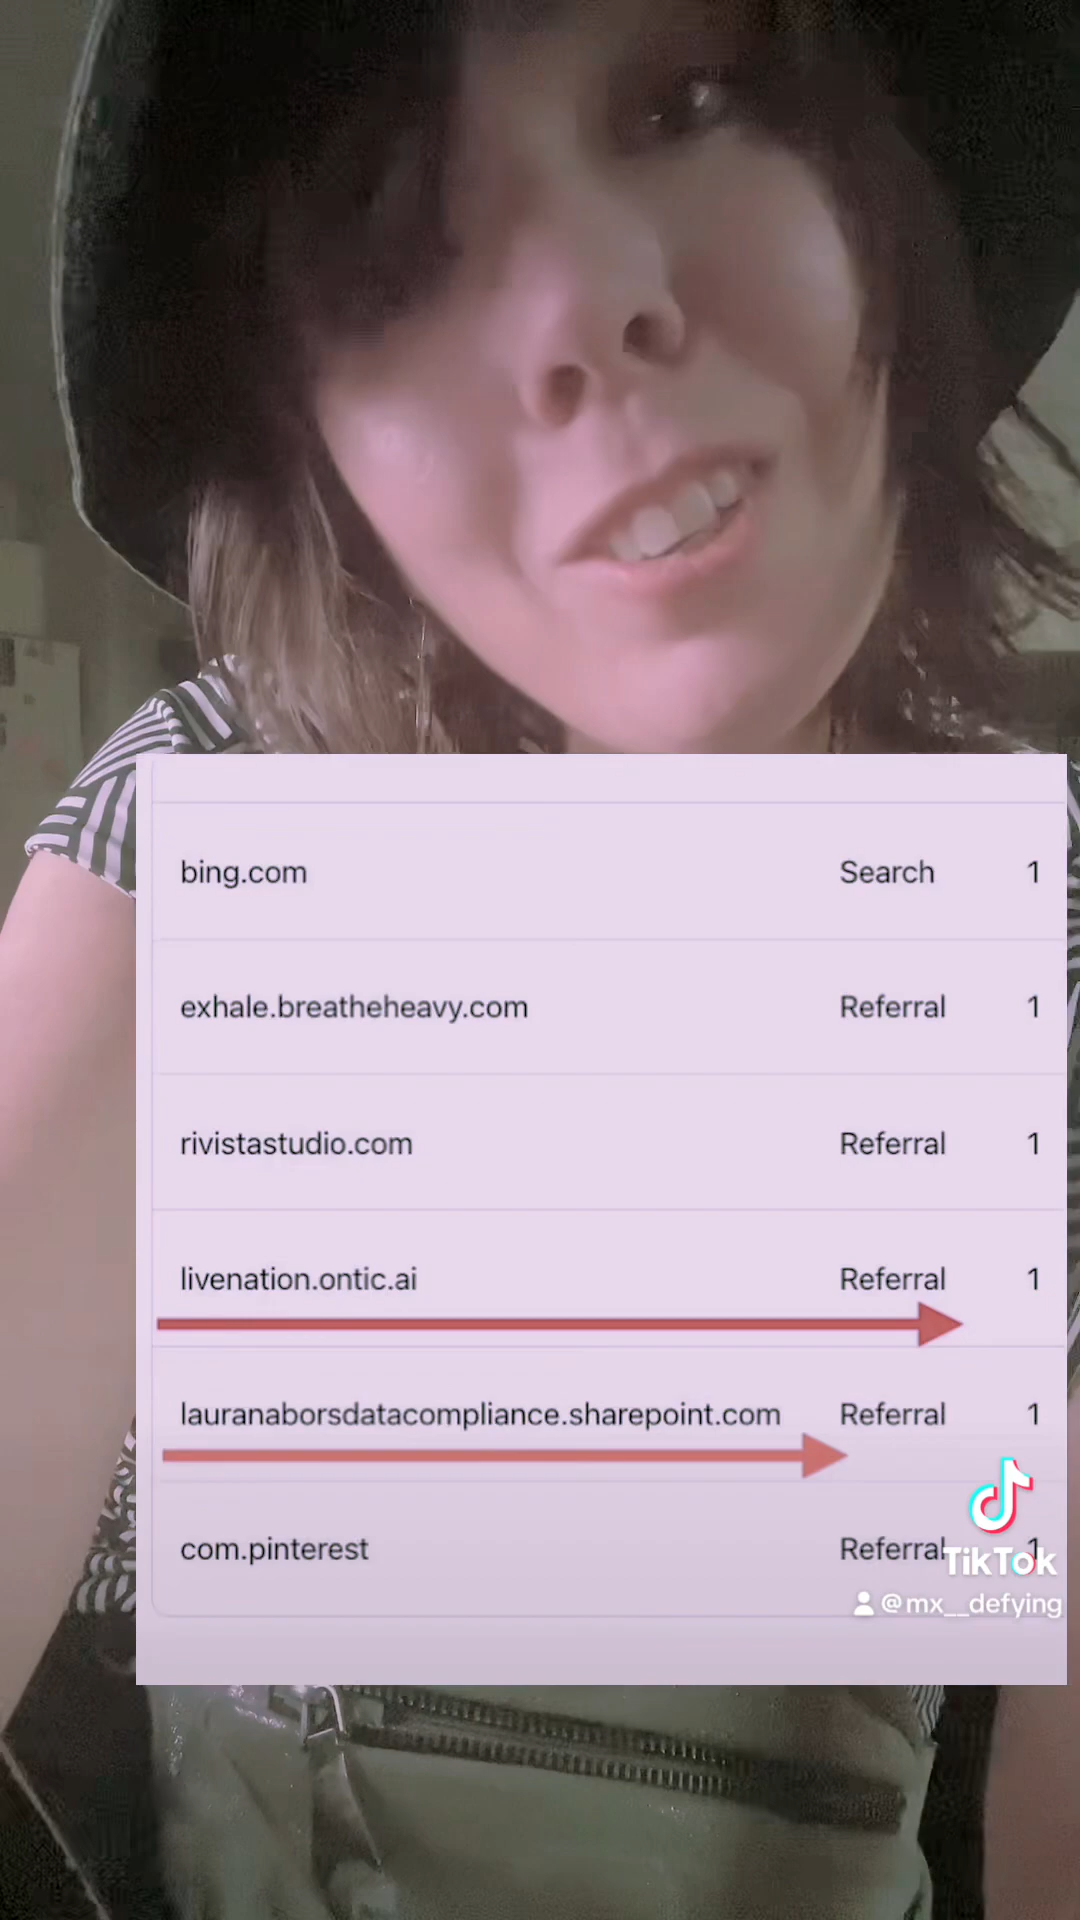 bing.com Search 1
exhale.breatheheavy.com Referral 1
rivistastudio.com Referral 1
livenation.ontic.ai Referral 1
lauranaborsdatacompliance.sharepoint.com Referral 1
com.pinterest Referral 1
TikTok
@mx__defying